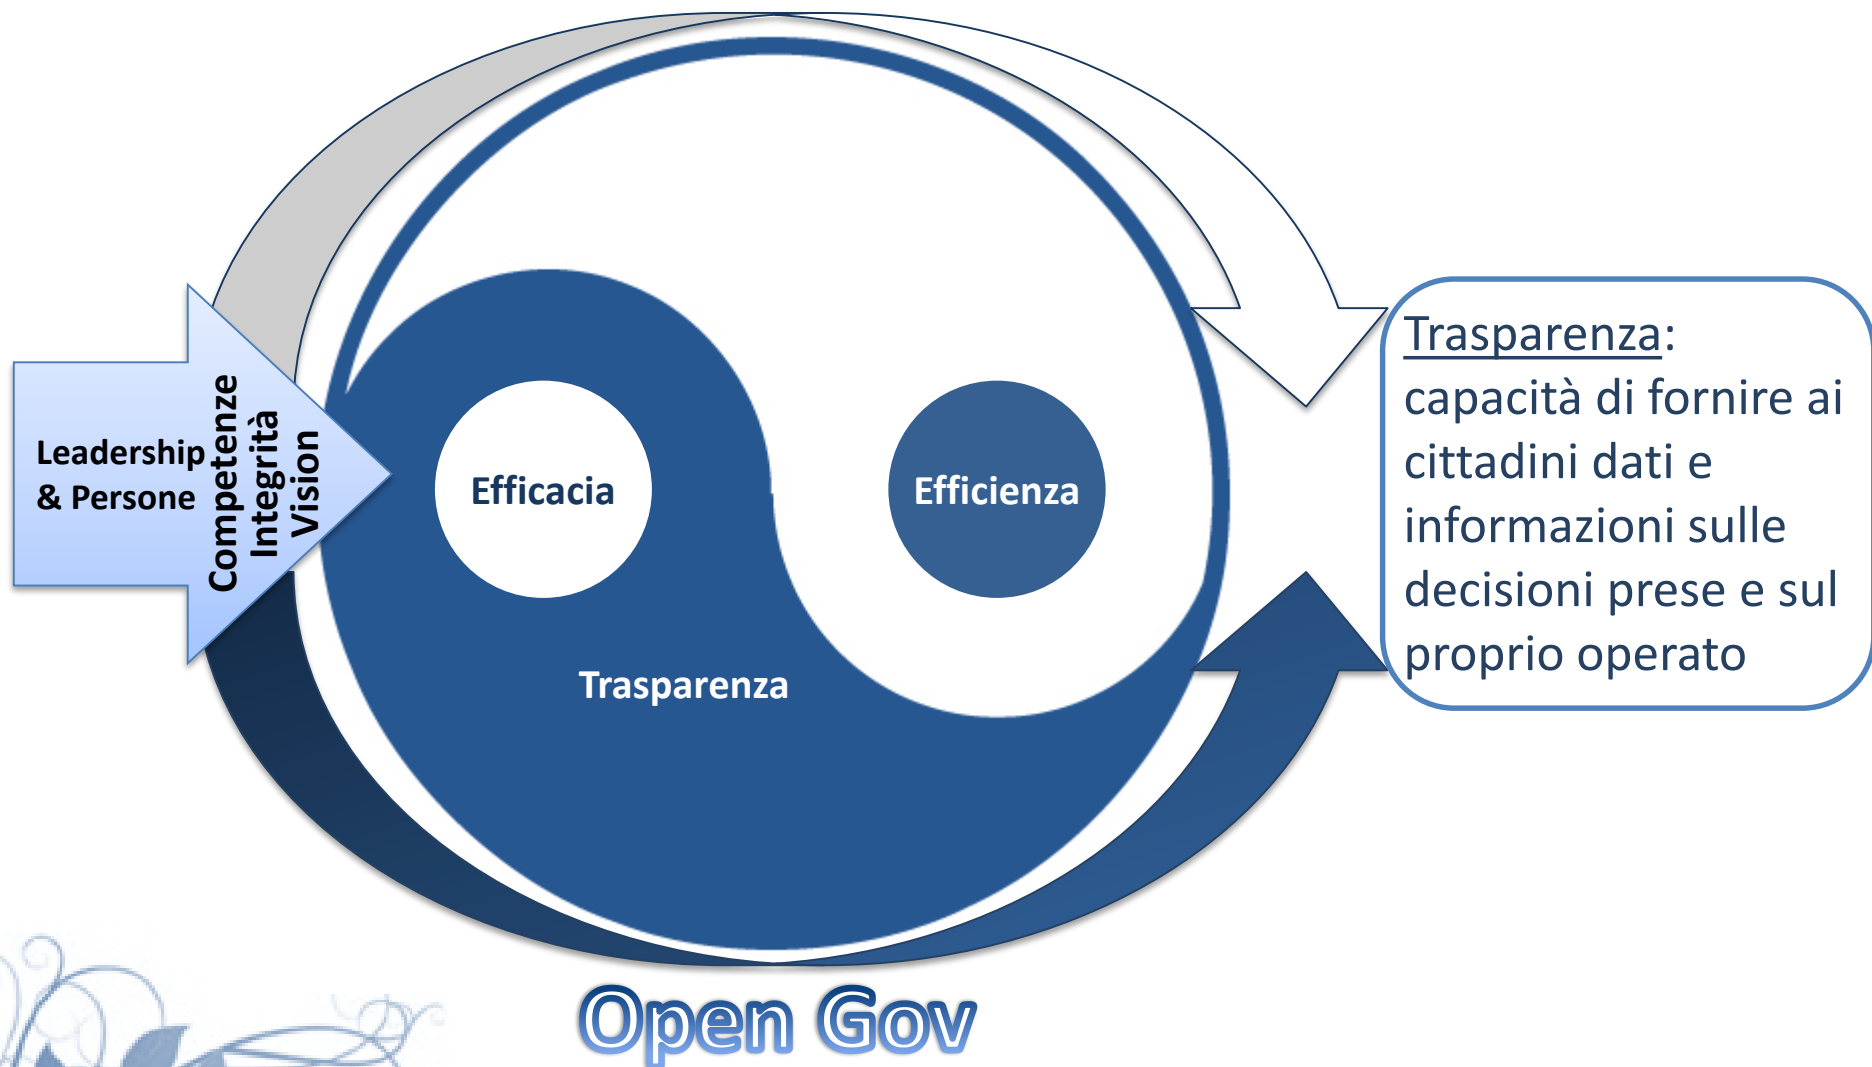 Leadership
& Persone
Competenze
Integrità
Vision
Efficacia
Efficienza
Trasparenza
Trasparenza:
capacità di fornire ai
cittadini dati e
informazioni sulle
decisioni prese e sul
proprio operato
Open Gov